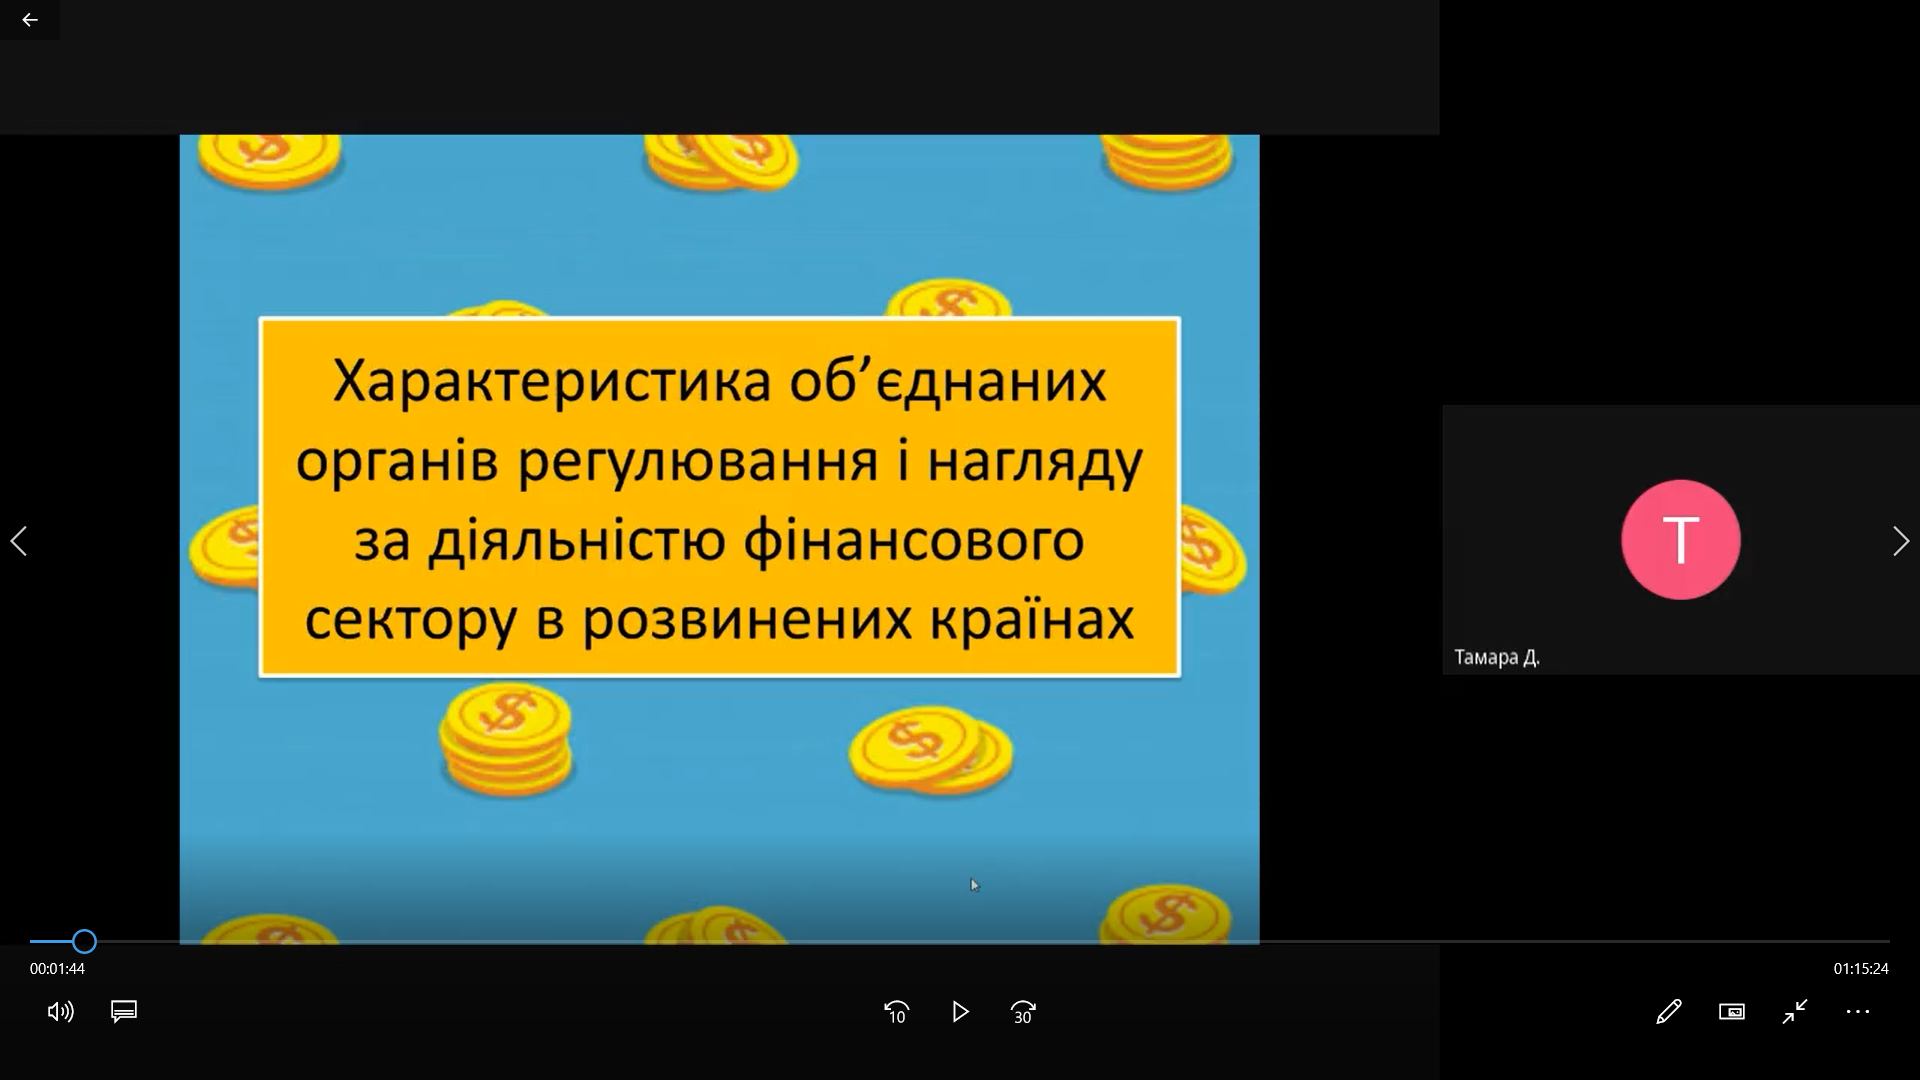 Характеристика об’єднаних
органів регулювання і нагляду
за діяльністю фінансового
сектору в розвинених країнах
T
Тамара Д.
00:01:44
01:15:24
10
30